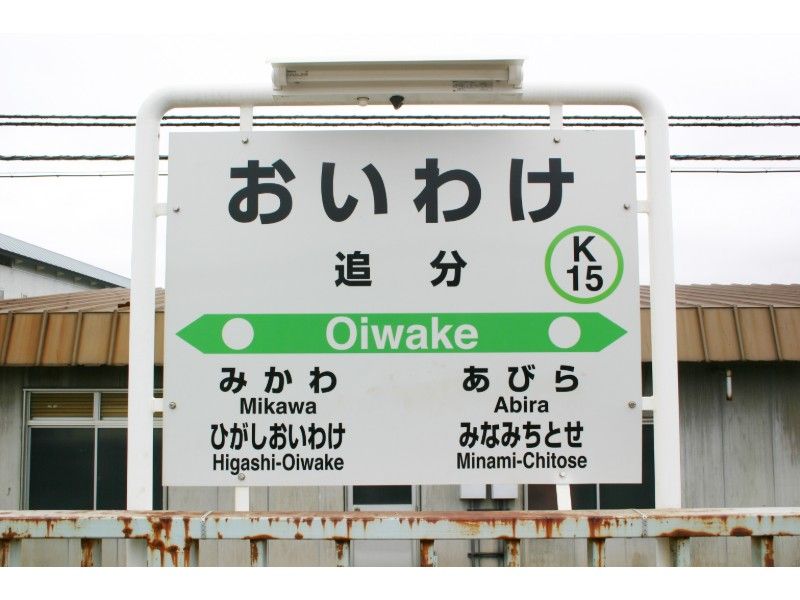 おいわけ
追分
K
15
Oiwake
みかわ
Mikawa
ひがしおいわけ
Higashi-Oiwake
あびら
Abira
みなみちとせ
Minami-Chitose